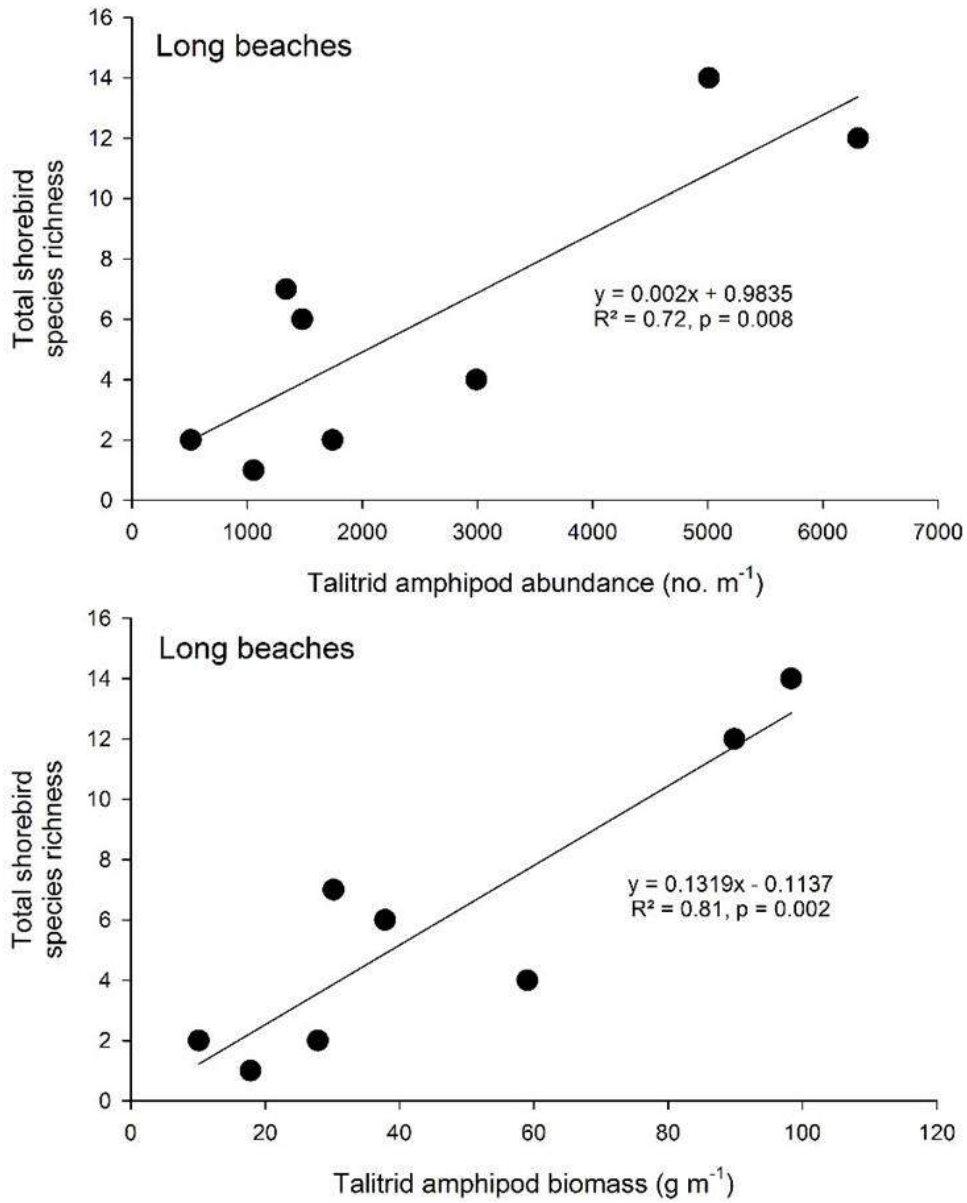 16
Long beaches
14
12
10
8
6
4
2
0
Total shorebird
species richness
y = 0.002x + 0.9835
R² = 0.72, p = 0.008
0 1000 2000 3000 4000 5000 6000 7000
Talitrid amphipod abundance (no. m⁻¹)
16
Long beaches
14
12
10
8
6
4
2
0
Total shorebird
species richness
y = 0.1319x - 0.1137
R² = 0.81, p = 0.002
0 20 40 60 80 100 120
Talitrid amphipod biomass (g m⁻¹)